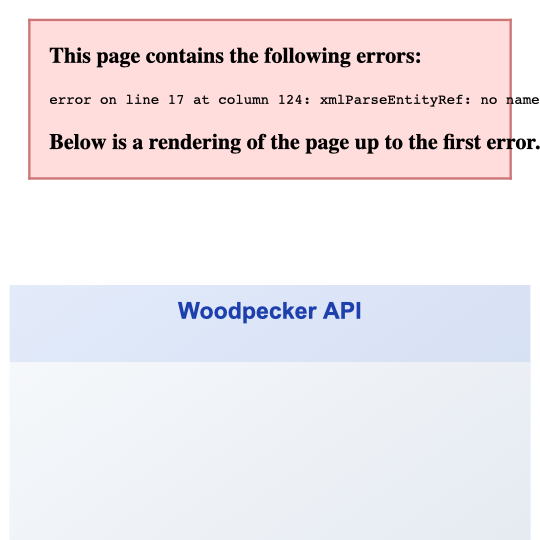 This page contains the following errors:
error on line 17 at column 124: xmlParseEntityRef: no name
Below is a rendering of the page up to the first error.
Woodpecker API